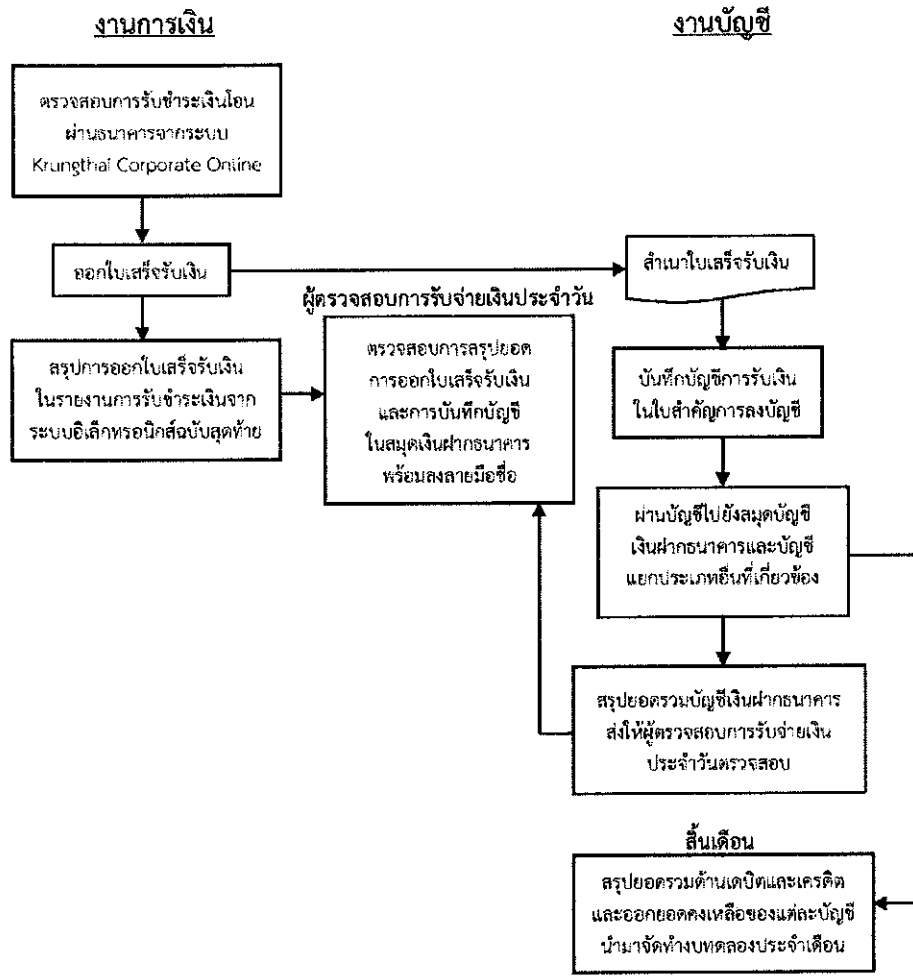 งานการเงิน
งานบัญชี
ตรวจสอบการรับชำระเงินโอน
ผ่านธนาคารจากระบบ
Krungthai Corporate Online
ออกใบเสร็จรับเงิน
สำเนาใบเสร็จรับเงิน
ผู้ตรวจสอบการรับจ่ายเงินประจำวัน
สรุปการออกใบเสร็จรับเงิน
ในรายงานการรับชำระเงินจาก
ระบบอิเล็กทรอนิกส์ฉบับสุดท้าย
ตรวจสอบการสรุปยอด
การออกใบเสร็จรับเงิน
และการบันทึกบัญชี
ในสมุดเงินฝากธนาคาร
พร้อมลงลายมือชื่อ
บันทึกบัญชีการรับเงิน
ในใบสำคัญการลงบัญชี
ผ่านบัญชีไปยังสมุดบัญชี
เงินฝากธนาคารและบัญชี
แยกประเภทอื่นที่เกี่ยวข้อง
สรุปยอดรวมบัญชีเงินฝากธนาคาร
ส่งให้ผู้ตรวจสอบการรับจ่ายเงิน
ประจำวันตรวจสอบ
สิ้นเดือน
สรุปยอดรวมด้านเดบิตและเครดิต
และออกยอดคงเหลือของแต่ละบัญชี
นำมาจัดทำงบทดลองประจำเดือน